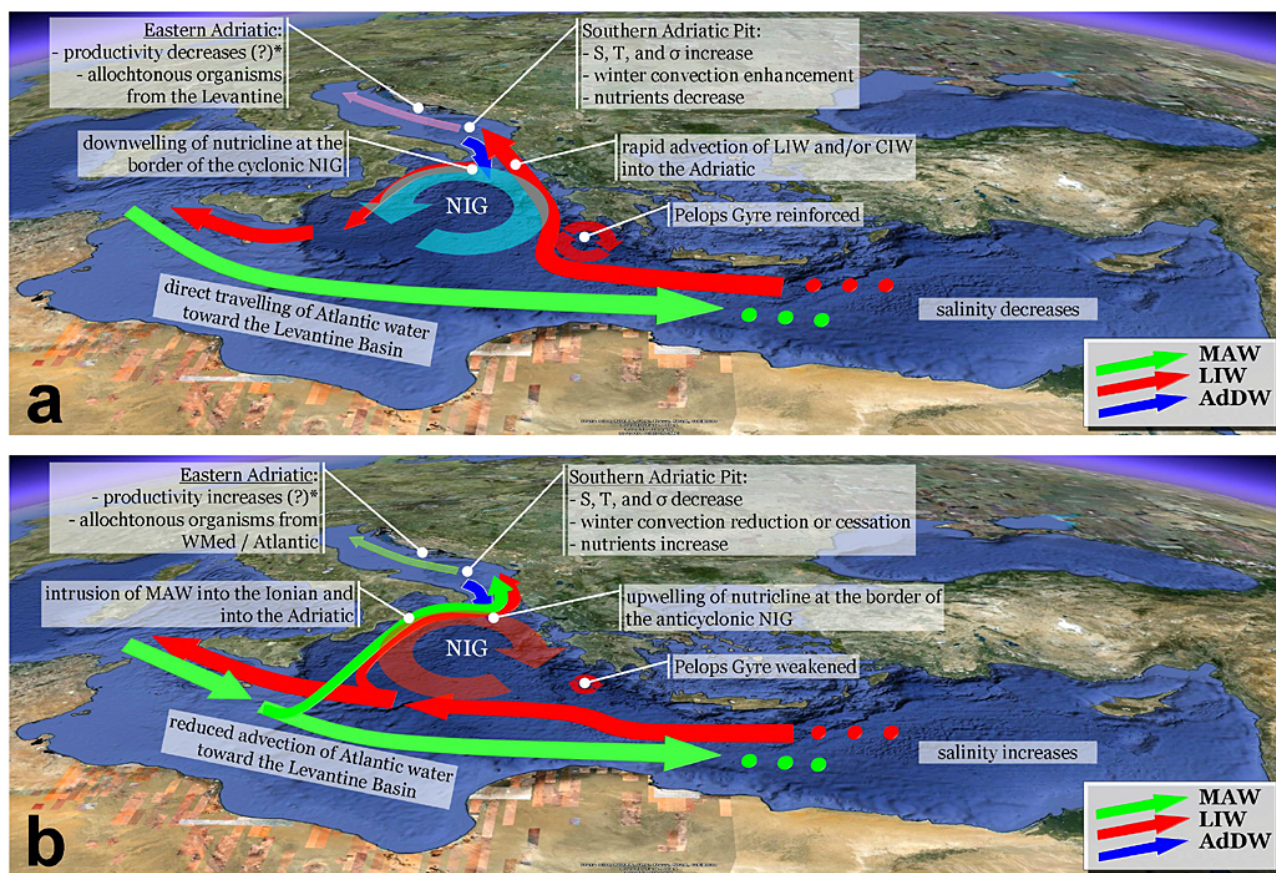 Eastern Adriatic:
- productivity decreases (?)*
- allochtonous organisms
from the Levantine
Southern Adriatic Pit:
- S, T, and σ increase
- winter convection enhancement
- nutrients decrease
downwelling of nutricline at the
border of the cyclonic NIG
rapid advection of LIW and/or CIW
into the Adriatic
NIG
Pelops Gyre reinforced
direct travelling of Atlantic water
toward the Levantine Basin
salinity decreases
MAW
LIW
AdDW
a
Eastern Adriatic:
- productivity increases (?)*
- allochtonous organisms from
WMed / Atlantic
Southern Adriatic Pit:
- S, T, and σ decrease
- winter convection reduction or cessation
- nutrients increase
intrusion of MAW into the Ionian and
into the Adriatic
upwelling of nutricline at the border of
the anticyclonic NIG
NIG
Pelops Gyre weakened
reduced advection of Atlantic water
toward the Levantine Basin
salinity increases
MAW
LIW
AdDW
b